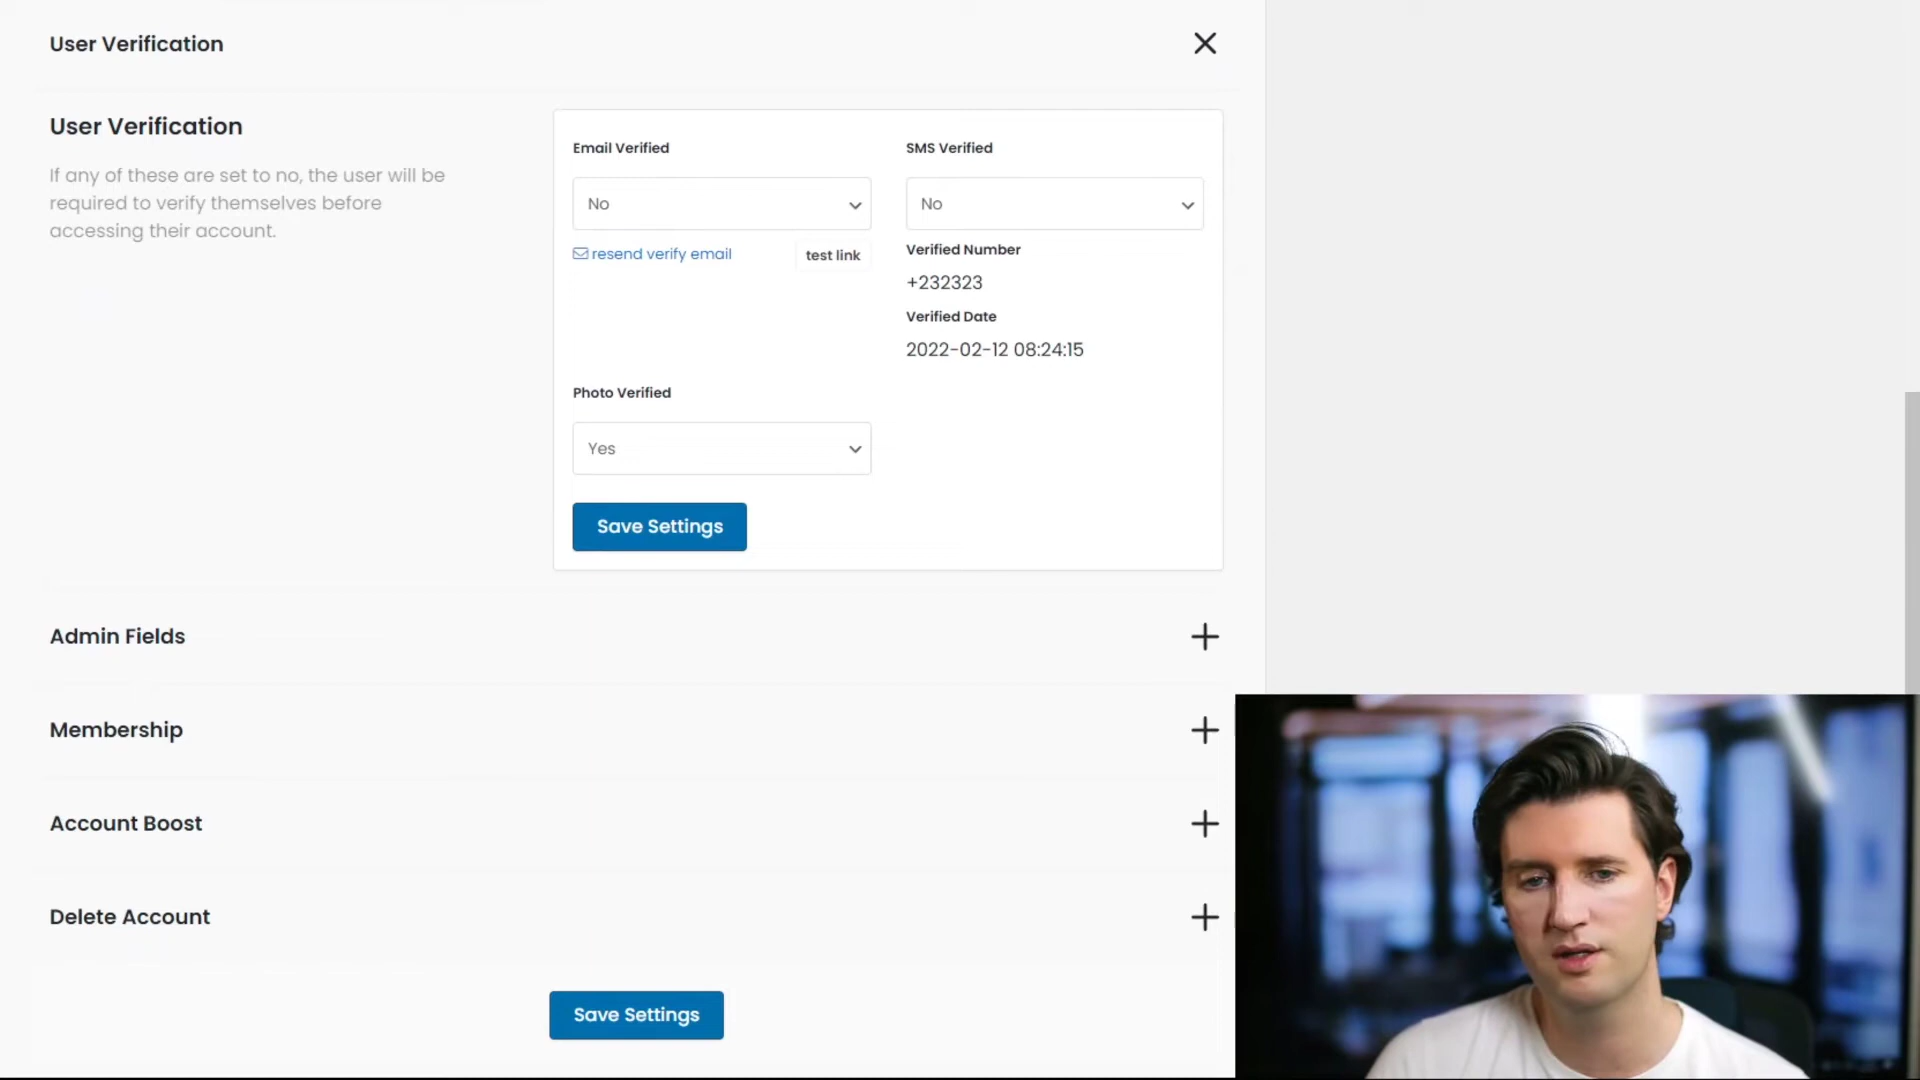 User Verification
User Verification
If any of these are set to no, the user will be
required to verify themselves before
accessing their account.
Email Verified
No
resend verify email
test link
SMS Verified
No
Verified Number
+232323
Verified Date
2022-02-12 08:24:15
Photo Verified
Yes
Save Settings
Admin Fields
Membership
Account Boost
Delete Account
Save Settings